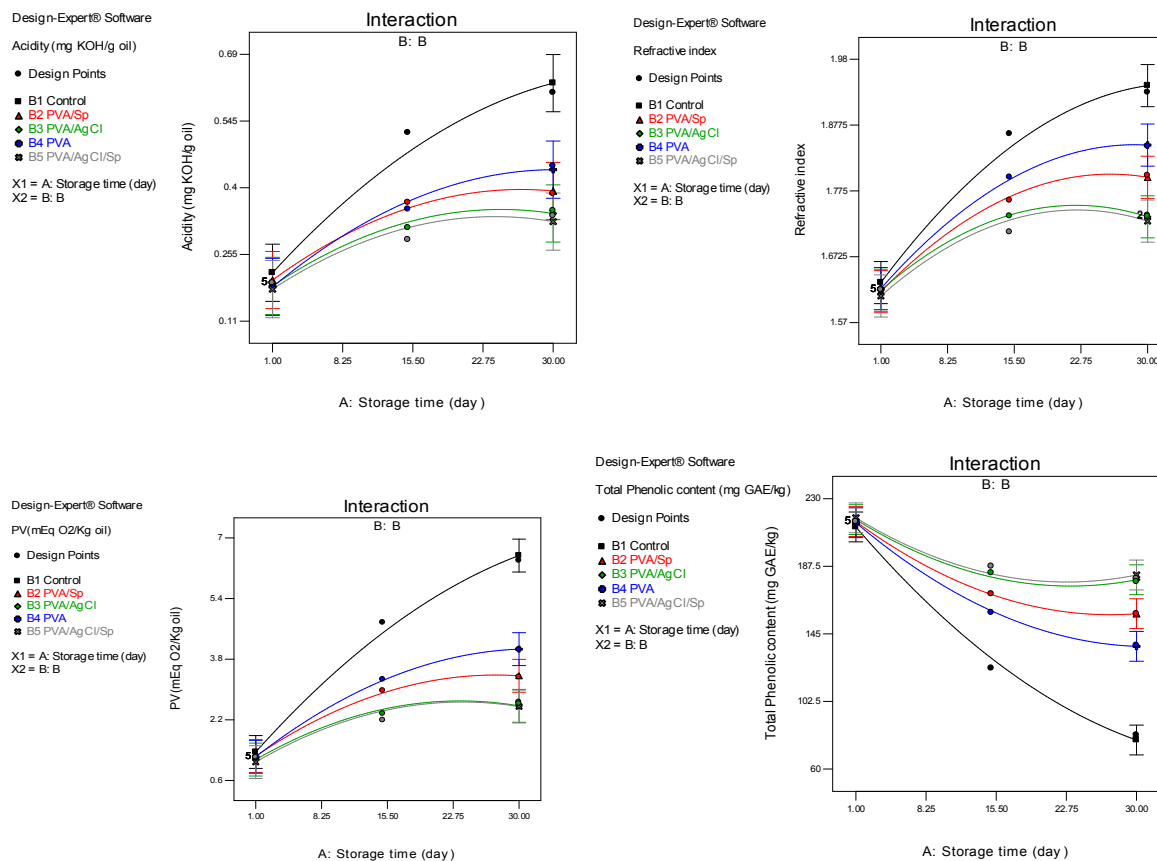 Design-Expert® Software
Acidity (mg KOH/g oil)
Design Points
B1 Control
B2 PVA/Sp
B3 PVA/AgCl
B4 PVA
B5 PVA/AgCl/Sp
X1 = A: Storage time (day)
X2 = B: B
Interaction
B: B
Acidity (mg KOH/g oil)
0.69
0.545
0.4
0.255
0.11
5
1.00 8.25 15.50 22.75 30.00
A: Storage time (day)
Design-Expert® Software
Refractive index
Design Points
B1 Control
B2 PVA/Sp
B3 PVA/AgCl
B4 PVA
B5 PVA/AgCl/Sp
X1 = A: Storage time (day)
X2 = B: B
Interaction
B: B
Refractive index
1.98
1.8775
1.775
1.6725
1.57
5
2
1.00 8.25 15.50 22.75 30.00
A: Storage time (day)
Design-Expert® Software
PV(mEq O2/Kg oil)
Design Points
B1 Control
B2 PVA/Sp
B3 PVA/AgCl
B4 PVA
B5 PVA/AgCl/Sp
X1 = A: Storage time (day)
X2 = B: B
Interaction
B: B
PV(mEq O2/Kg oil)
7
5.4
3.8
2.2
0.6
5
1.00 8.25 15.50 22.75 30.00
A: Storage time (day)
Design-Expert® Software
Total Phenolic content (mg GAE/kg)
Design Points
B1 Control
B2 PVA/Sp
B3 PVA/AgCl
B4 PVA
B5 PVA/AgCl/Sp
X1 = A: Storage time (day)
X2 = B: B
Interaction
B: B
Total Phenolic content (mg GAE/kg)
230
187.5
145
102.5
60
5
1.00 8.25 15.50 22.75 30.00
A: Storage time (day)